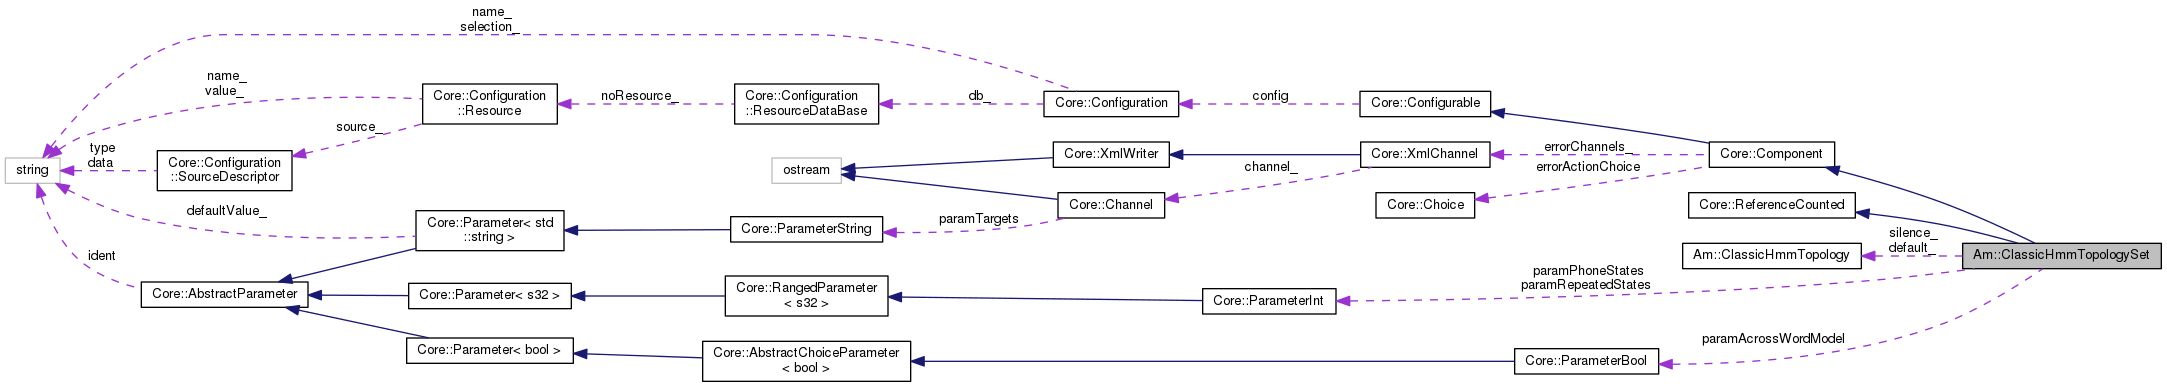 name_
selection_
name_
value_
Core::Configuration
::Resource
noResource_
Core::Configuration
::ResourceDataBase
db_
Core::Configuration
config
Core::Configurable
source_
type
data
string
Core::Configuration
::SourceDescriptor
ostream
Core::XmlWriter
Core::XmlChannel
errorChannels_
errorActionChoice
Core::Component
channel_
defaultValue_
Core::Parameter< std
::string >
Core::ParameterString
paramTargets
Core::Channel
Core::Choice
Core::ReferenceCounted
silence_
default_
Am::ClassicHmmTopology
Am::ClassicHmmTopologySet
ident
Core::AbstractParameter
Core::Parameter< s32 >
Core::RangedParameter
< s32 >
Core::ParameterInt
paramPhoneStates
paramRepeatedStates
Core::Parameter< bool >
Core::AbstractChoiceParameter
< bool >
Core::ParameterBool
paramAcrossWordModel